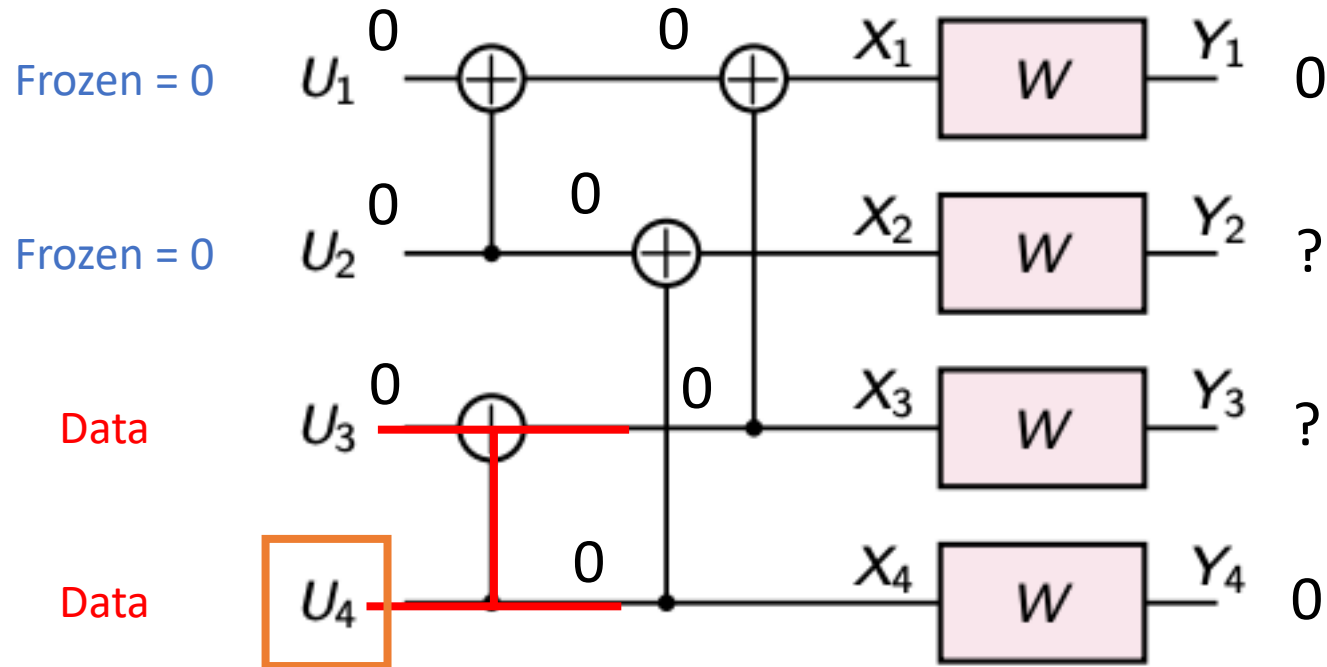 0 0
Frozen = 0 U1 X1 W Y1 0
0 0
Frozen = 0 U2 X2 W Y2 ?
0 0
Data U3 X3 W Y3 ?
0
Data U4 X4 W Y4 0